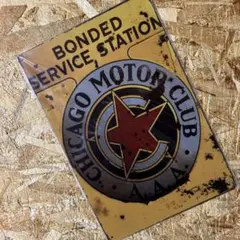 BONDED
SERVICE STATION
CHICAGO MOTOR CLUB
A.A.A.